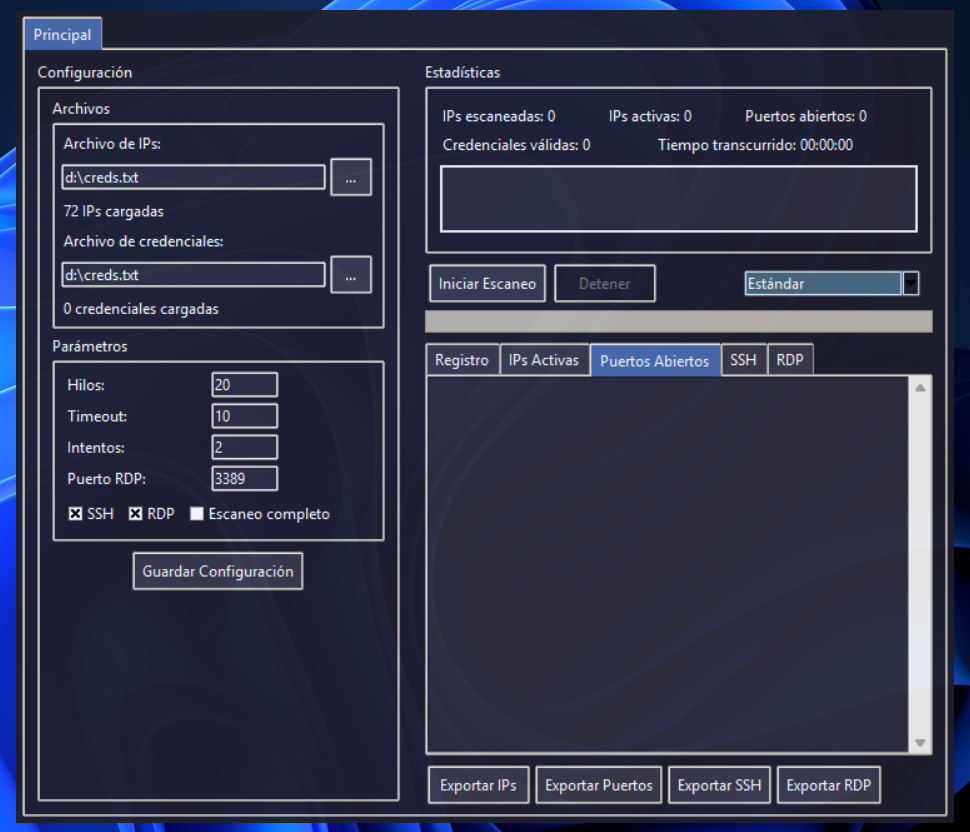 Principal
Configuración
Archivos
Archivo de IPs:
d:\creds.txt
...
72 IPs cargadas
Archivo de credenciales:
d:\creds.txt
...
0 credenciales cargadas
Parámetros
Hilos: 20
Timeout: 10
Intentos: 2
Puerto RDP: 3389
SSH RDP Escaneo completo
Guardar Configuración
Estadísticas
IPs escaneadas: 0 IPs activas: 0 Puertos abiertos: 0
Credenciales válidas: 0 Tiempo transcurrido: 00:00:00
Iniciar Escaneo Detener Estándar
Registro IPs Activas Puertos Abiertos SSH RDP
Exportar IPs Exportar Puertos Exportar SSH Exportar RDP